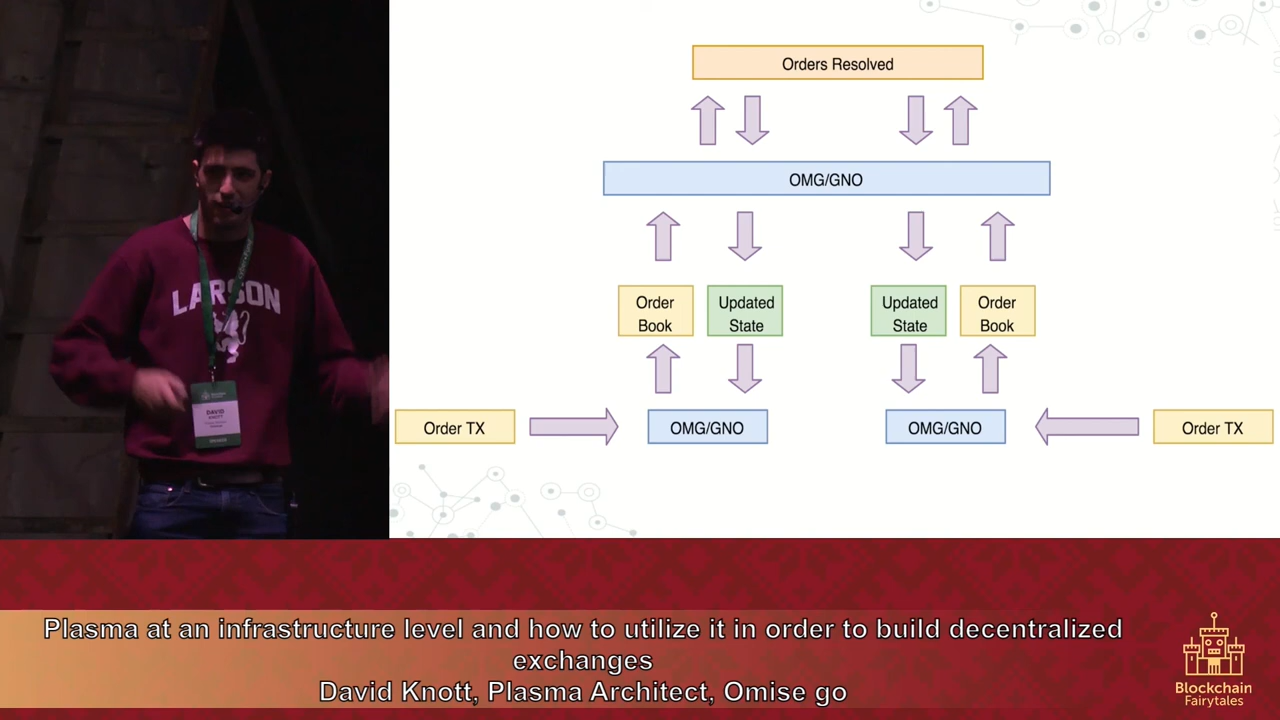 Orders Resolved
OMG/GNO
Order
Book
Updated
State
Updated
State
Order
Book
Order TX
OMG/GNO
OMG/GNO
Order TX
LARSON
DAVID
KNOTT
Plasma at an infrastructure level and how to utilize it in order to build decentralized
exchanges
David Knott, Plasma Architect, Omise go
Blockchain
Fairytales